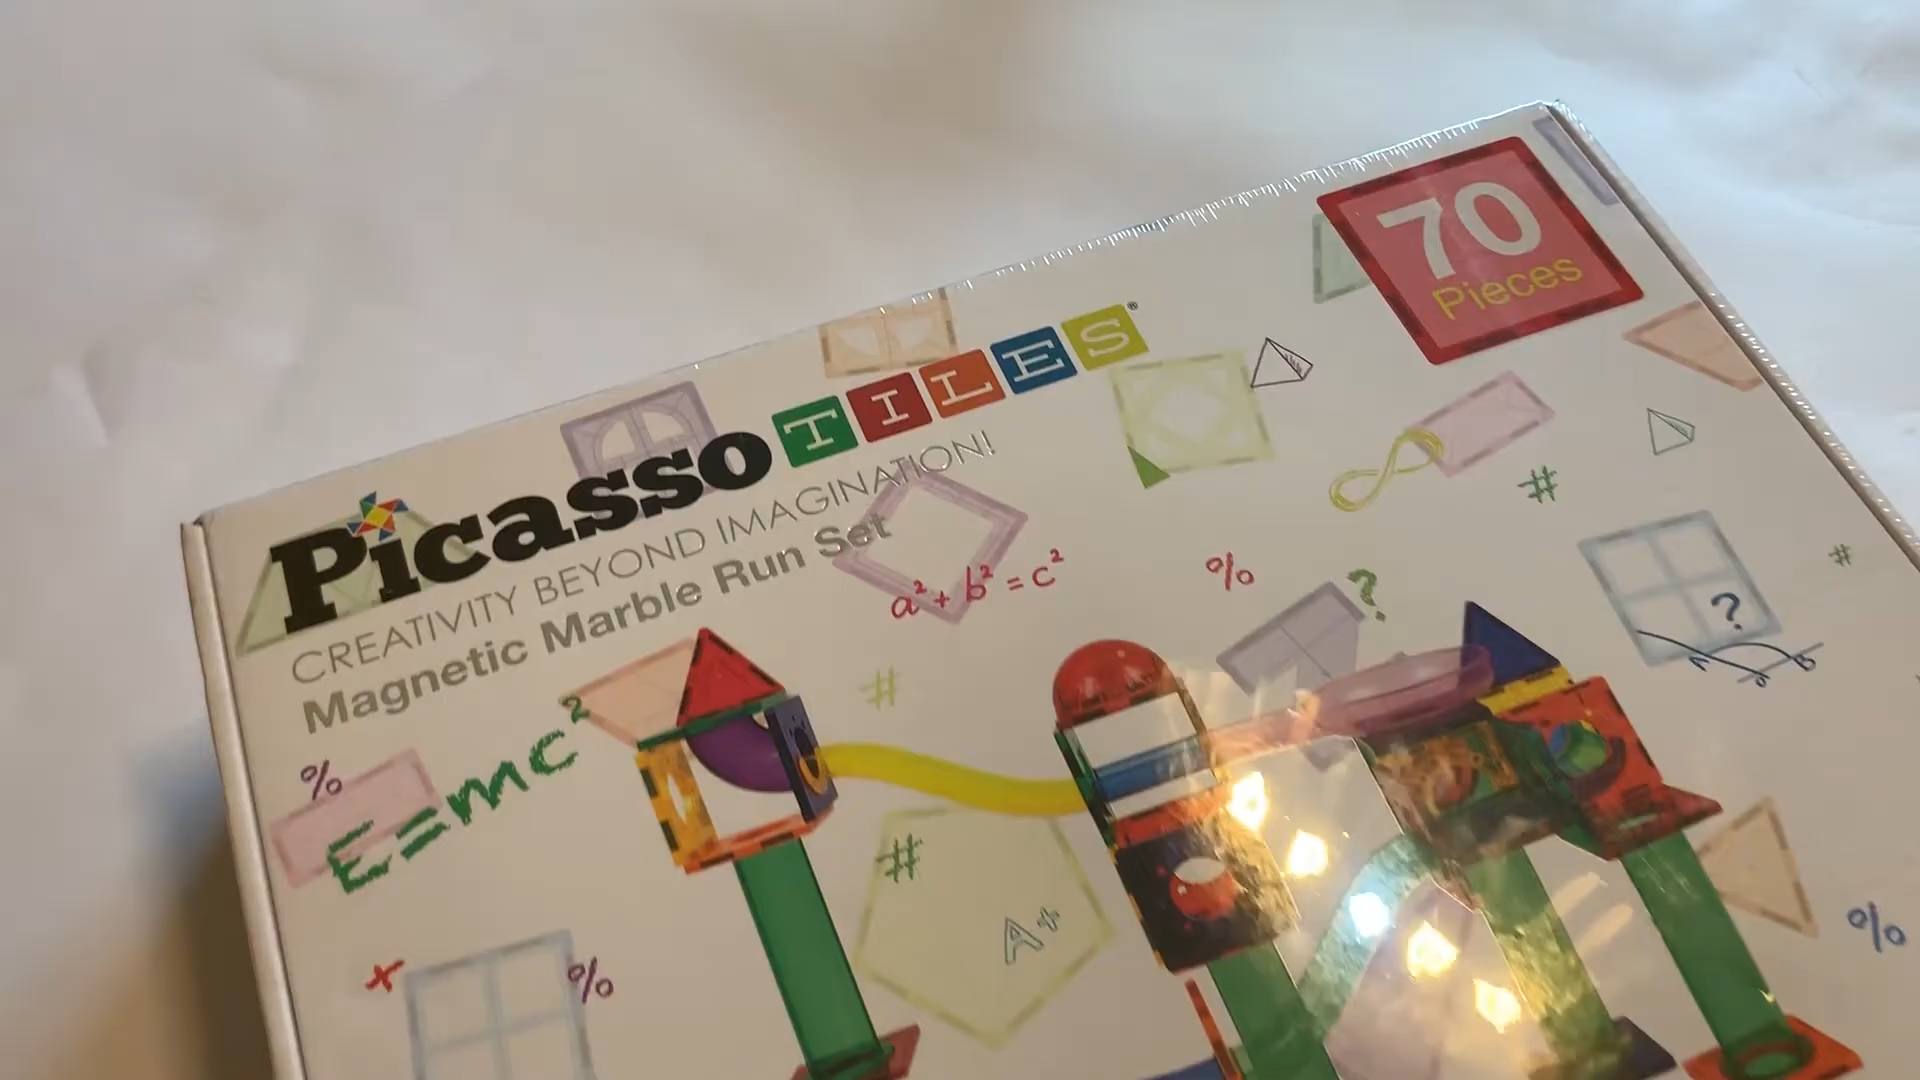 70
Pieces
Picasso TILES®
CREATIVITY BEYOND IMAGINATION!
Magnetic Marble Run Set
a² + b² = c²
%
?
#
#
?
E=mc²
%
#
#
A+
%
%